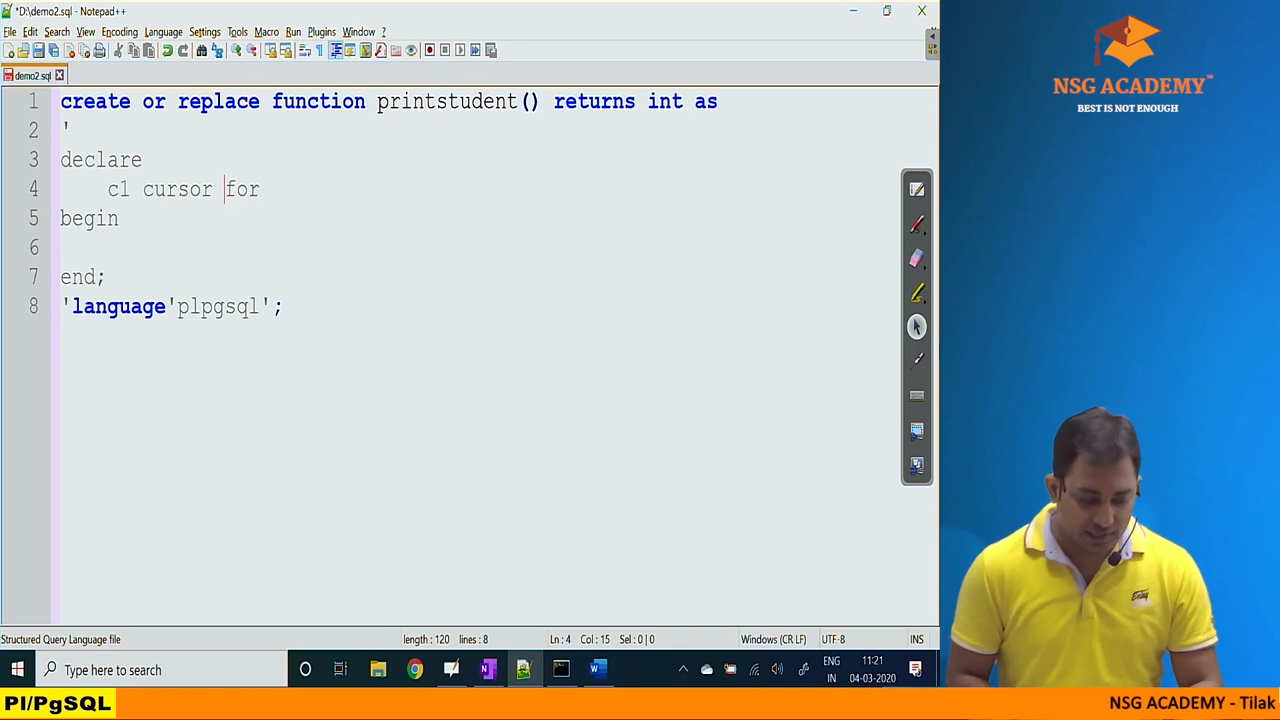 *D:\demo2.sql - Notepad++
File Edit Search View Encoding Language Settings Tools Macro Run Plugins Window ?
demo2.sql
1 create or replace function printstudent() returns int as
2 '
3 declare
4 c1 cursor for
5 begin
6
7 end;
8 'language'plpgsql';
Structured Query Language file length : 120 lines : 8 Ln : 4 Col : 15 Sel : 0 | 0 Windows (CR LF) UTF-8 INS
Type here to search
ENG
IN
11:21
04-03-2020
NSG ACADEMY™
BEST IS NOT ENOUGH
Pl/PgSQL
NSG ACADEMY - Tilak